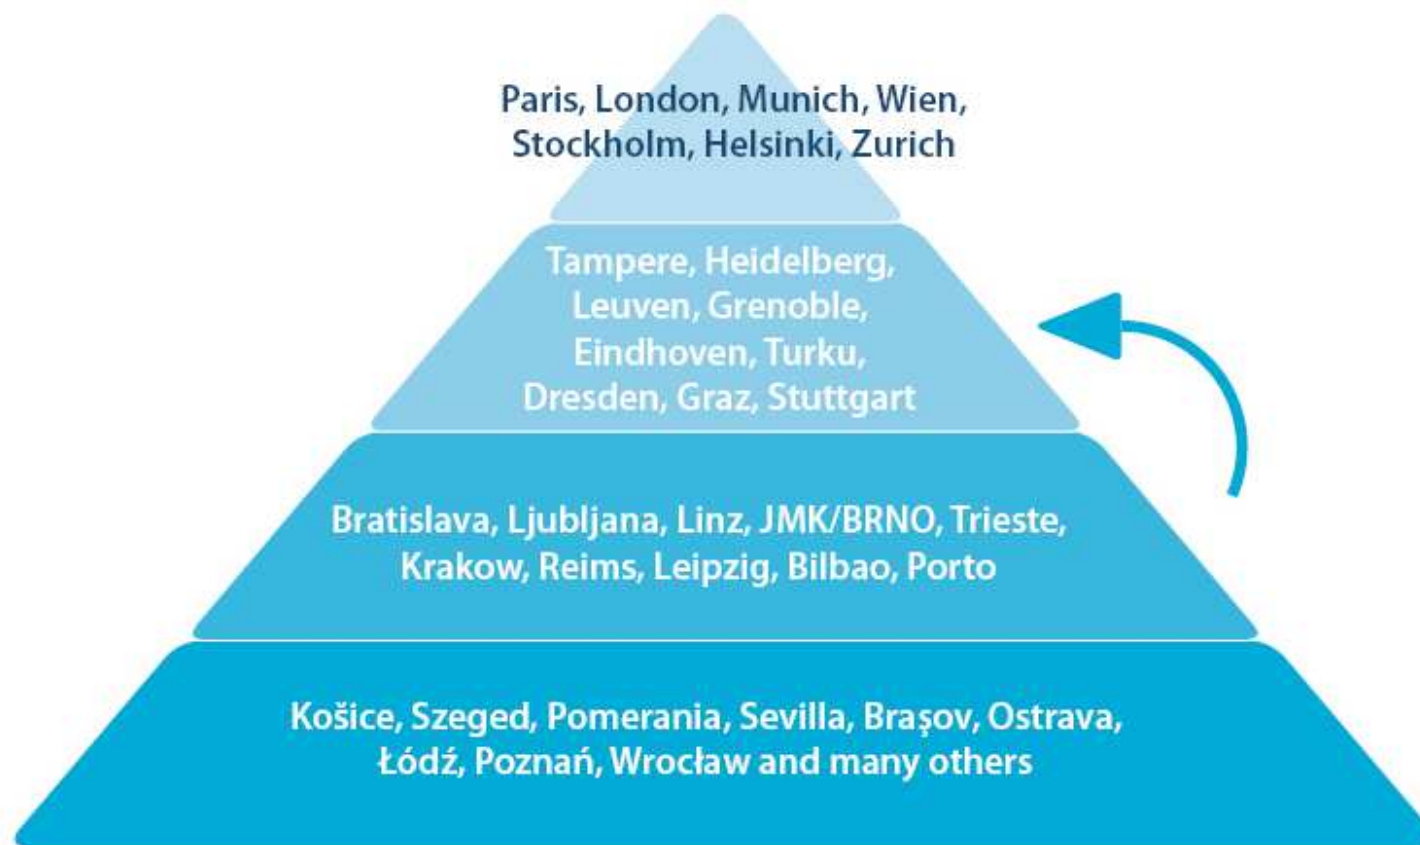 Paris, London, Munich, Wien,
Stockholm, Helsinki, Zurich
Tampere, Heidelberg,
Leuven, Grenoble,
Eindhoven, Turku,
Dresden, Graz, Stuttgart
Bratislava, Ljubljana, Linz, JMK/BRNO, Trieste,
Krakow, Reims, Leipzig, Bilbao, Porto
Košice, Szeged, Pomerania, Sevilla, Braşov, Ostrava,
Łódź, Poznań, Wrocław and many others